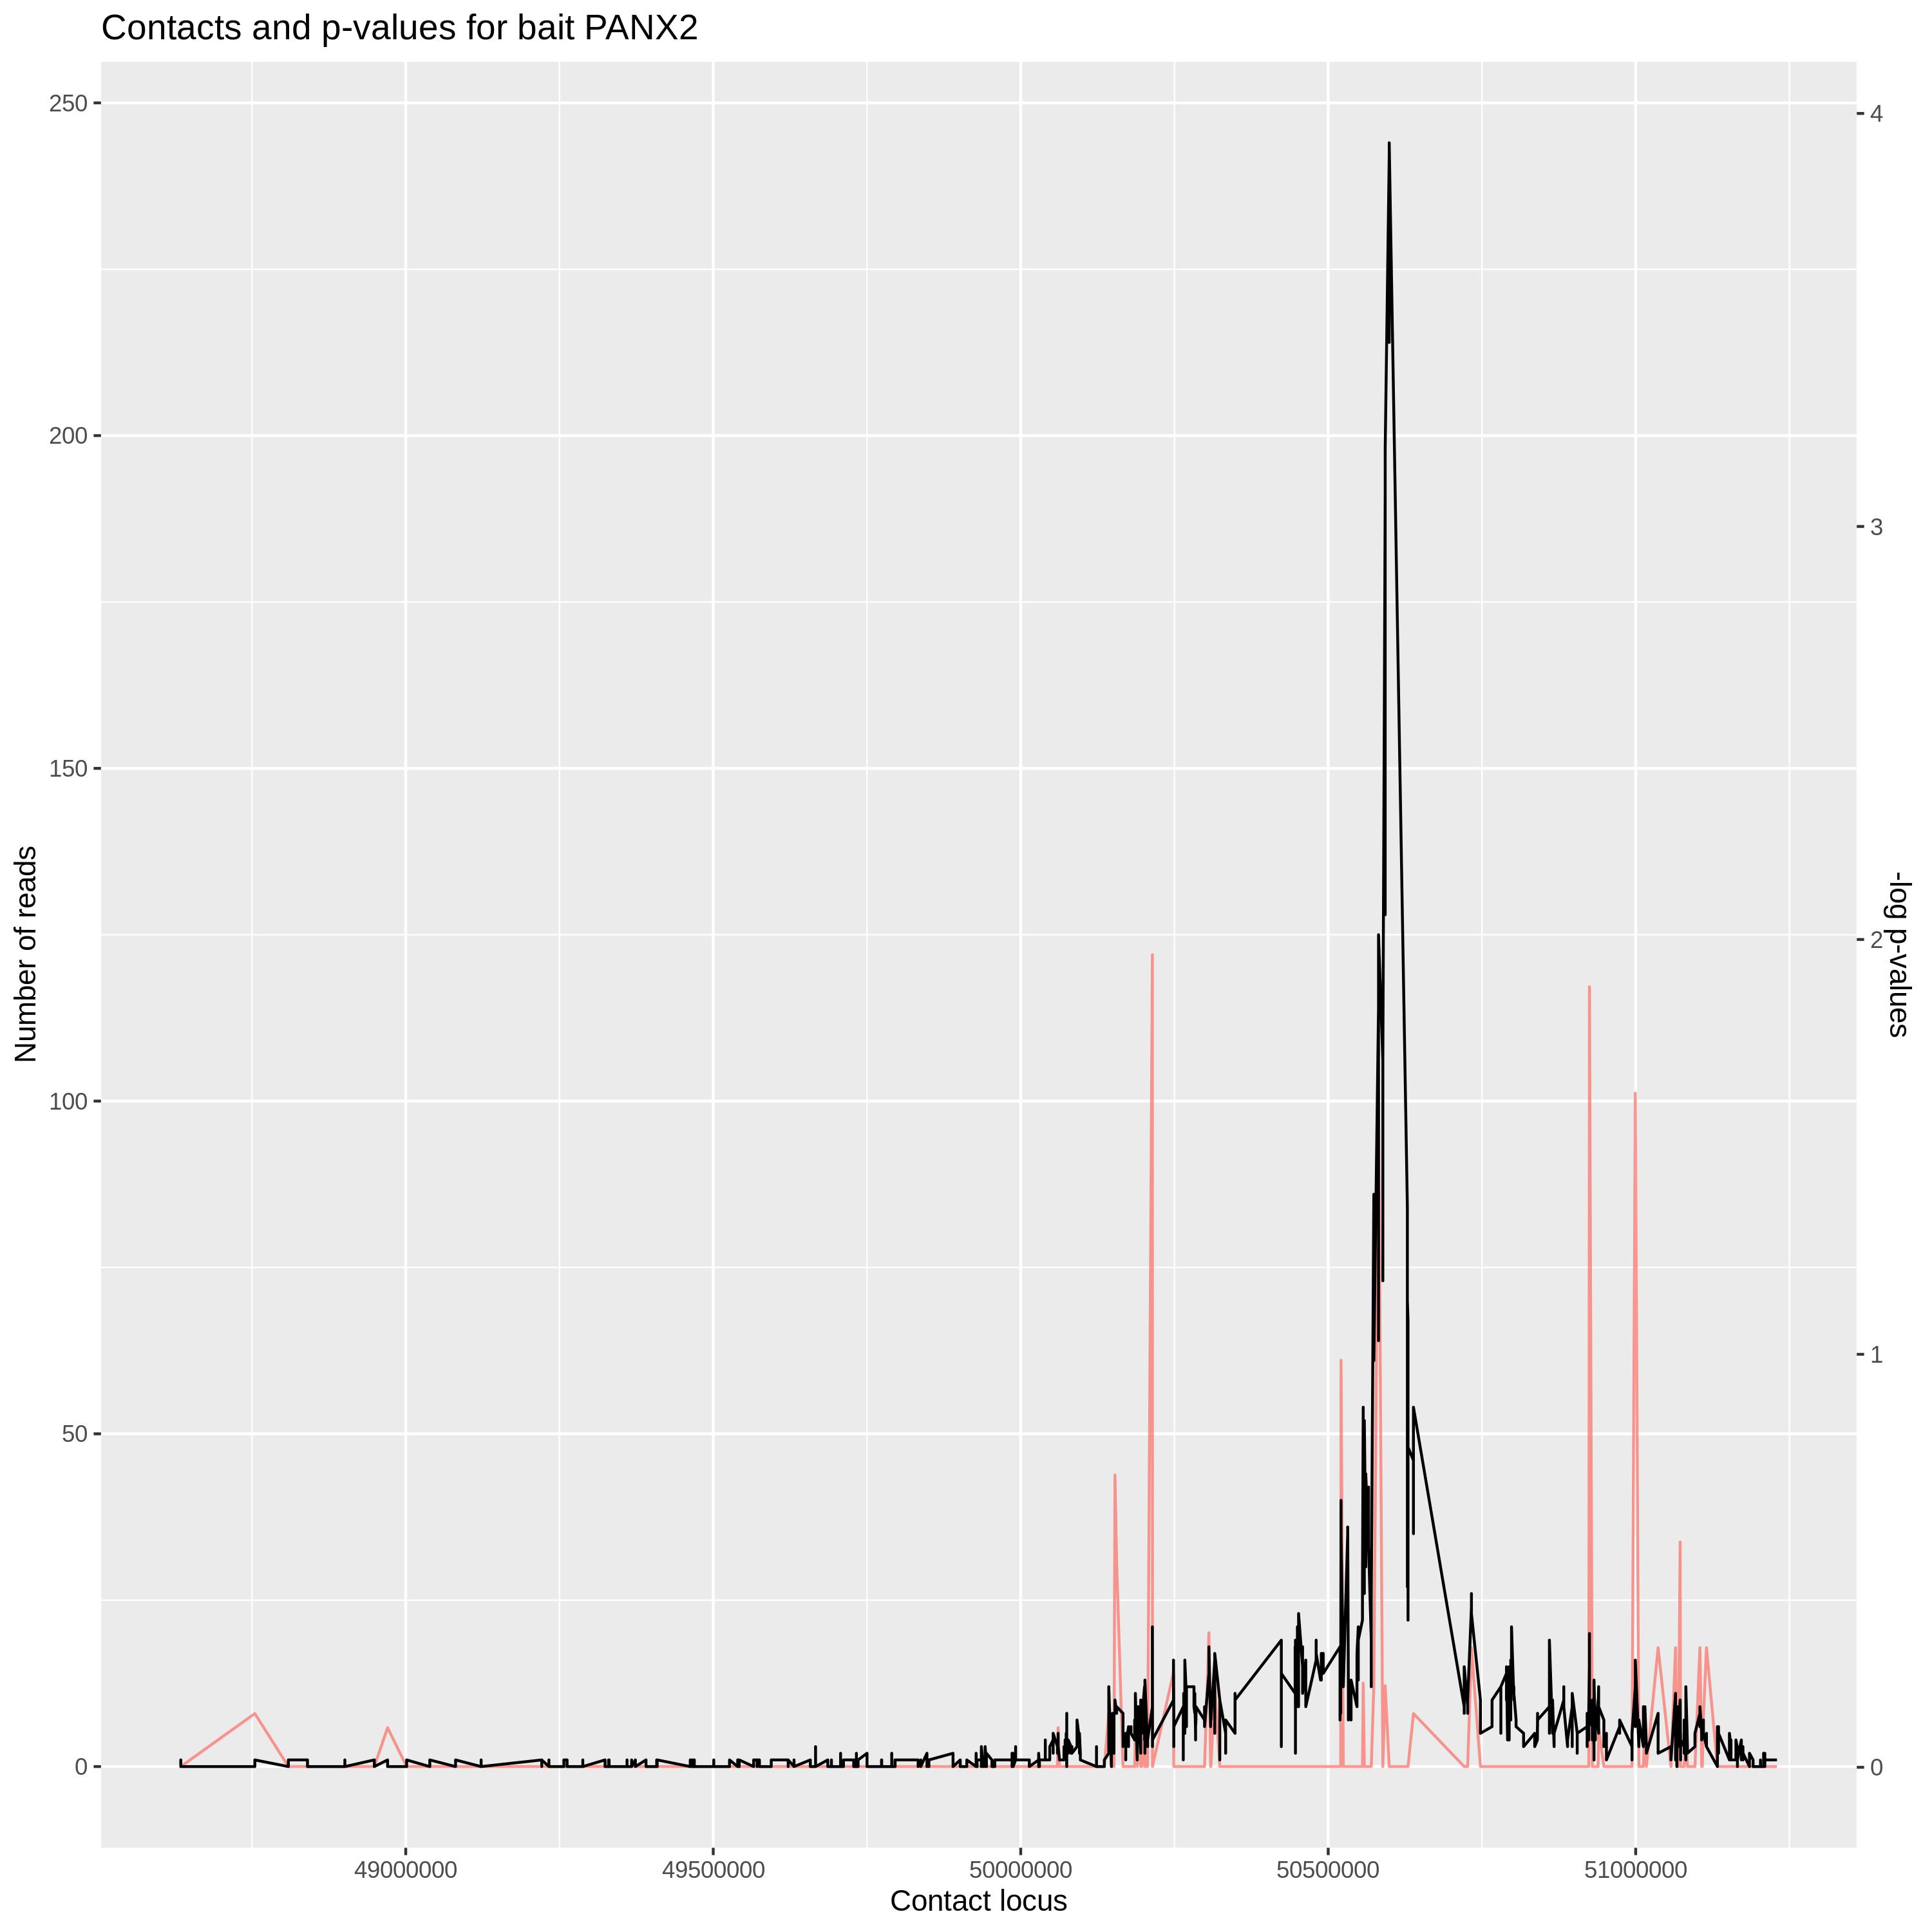 Contacts and p-values for bait PANX2
250
200
150
100
50
0
Number of reads
4
3
2
1
0
-log p-values
49000000 49500000 50000000 50500000 51000000
Contact locus